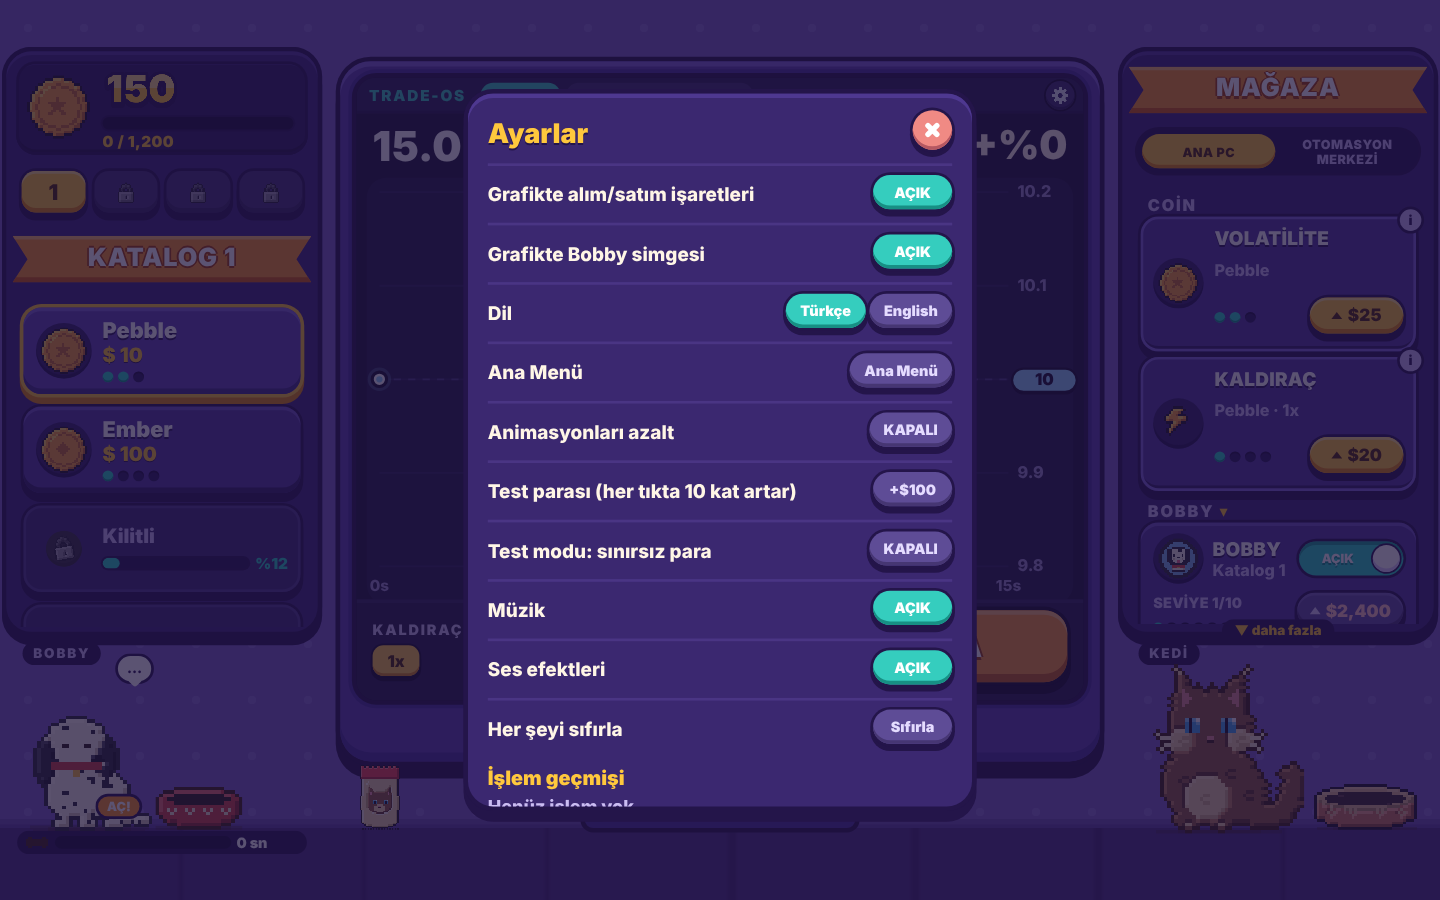 150
0 / 1,200
1
KATALOG 1
Pebble
$ 10
Ember
$ 100
Kilitli
%12
BOBBY
...
AÇ!
0 sn
TRADE-OS
15.0
+%0
10.2
10.1
10
9.9
9.8
0s
15s
KALDIRAÇ
1x
Ayarlar
Grafikte alım/satım işaretleri
AÇIK
Grafikte Bobby simgesi
AÇIK
Dil
Türkçe
English
Ana Menü
Ana Menü
Animasyonları azalt
KAPALI
Test parası (her tıkta 10 kat artar)
+$100
Test modu: sınırsız para
KAPALI
Müzik
AÇIK
Ses efektleri
AÇIK
Her şeyi sıfırla
Sıfırla
İşlem geçmişi
Henüz işlem yok
MAĞAZA
ANA PC
OTOMASYON
MERKEZİ
COİN
i
VOLATİLİTE
Pebble
$25
i
KALDIRAÇ
Pebble · 1x
$20
BOBBY
BOBBY
AÇIK
Katalog 1
SEVİYE 1/10
$2,400
daha fazla
KEDİ